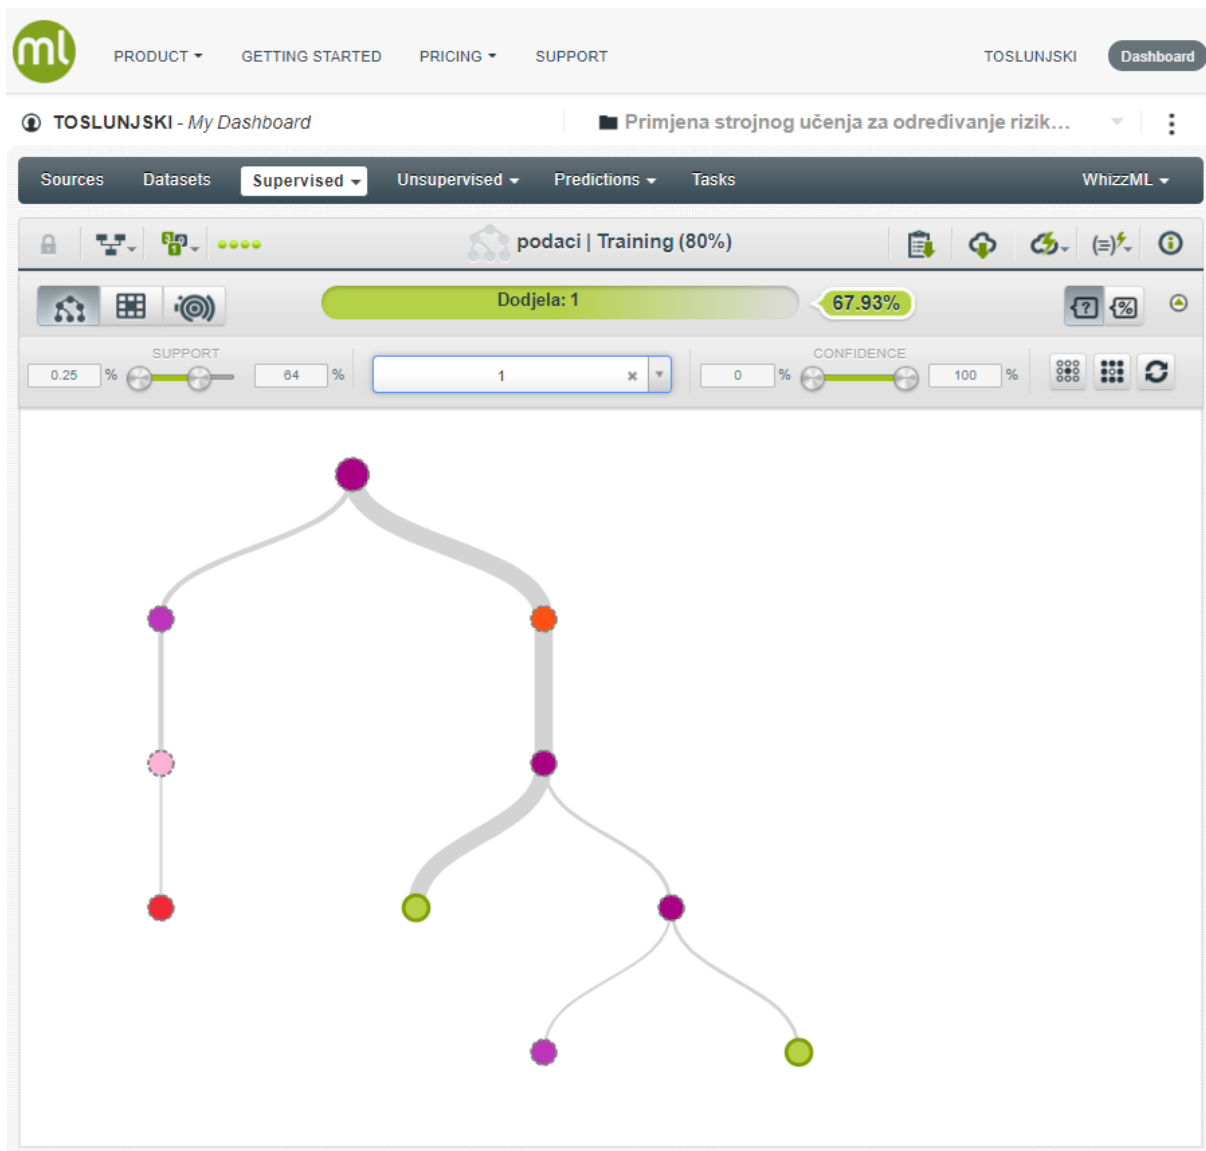 ml PRODUCT GETTING STARTED PRICING SUPPORT TOSLUNJSKI Dashboard
TOSLUNJSKI - My Dashboard Primjena strojnog učenja za određivanje rizik...
Sources Datasets Supervised Unsupervised Predictions Tasks WhizzML
podaci | Training (80%)
Dodjela: 1 67.93%
SUPPORT CONFIDENCE
0.25 % 64 % 1 0 % 100 %